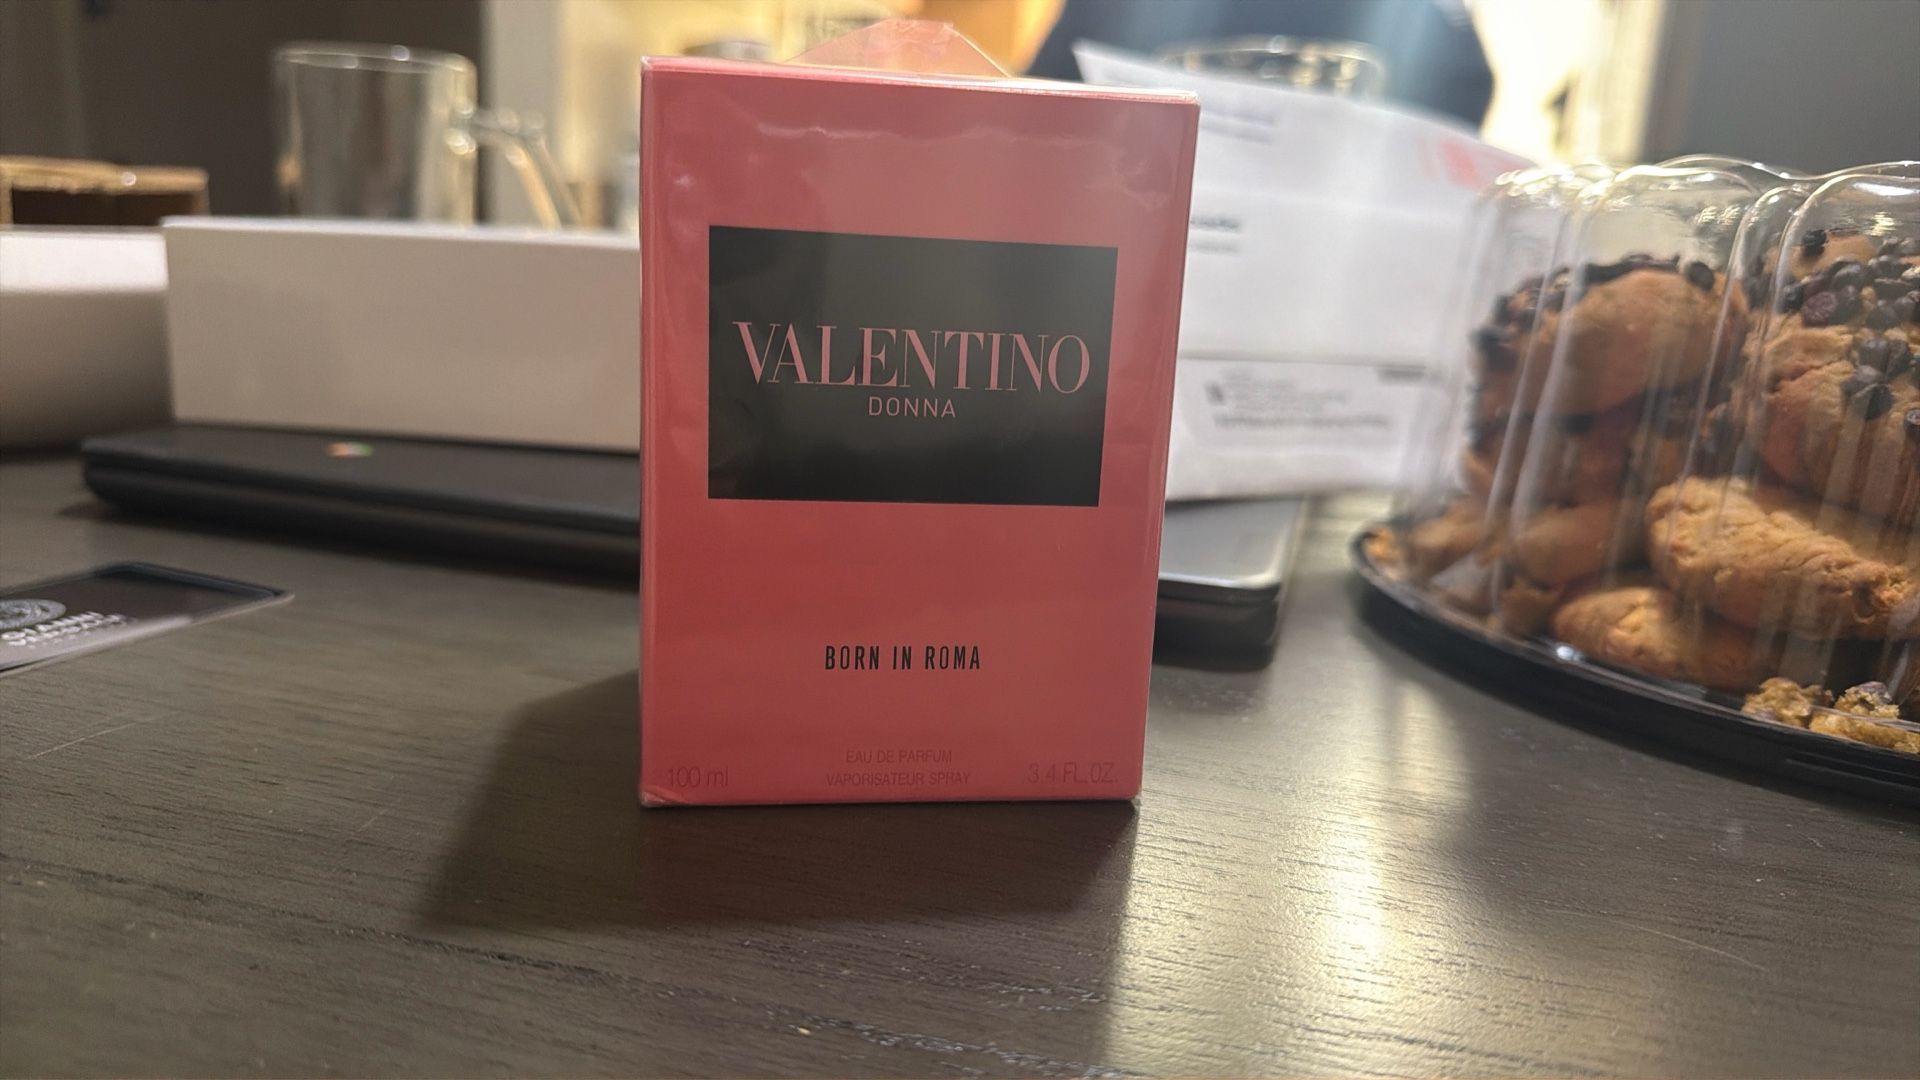 VALENTINO
DONNA
BORN IN ROMA
EAU DE PARFUM
100 ml VAPORISATEUR SPRAY 3.4 FL.OZ.